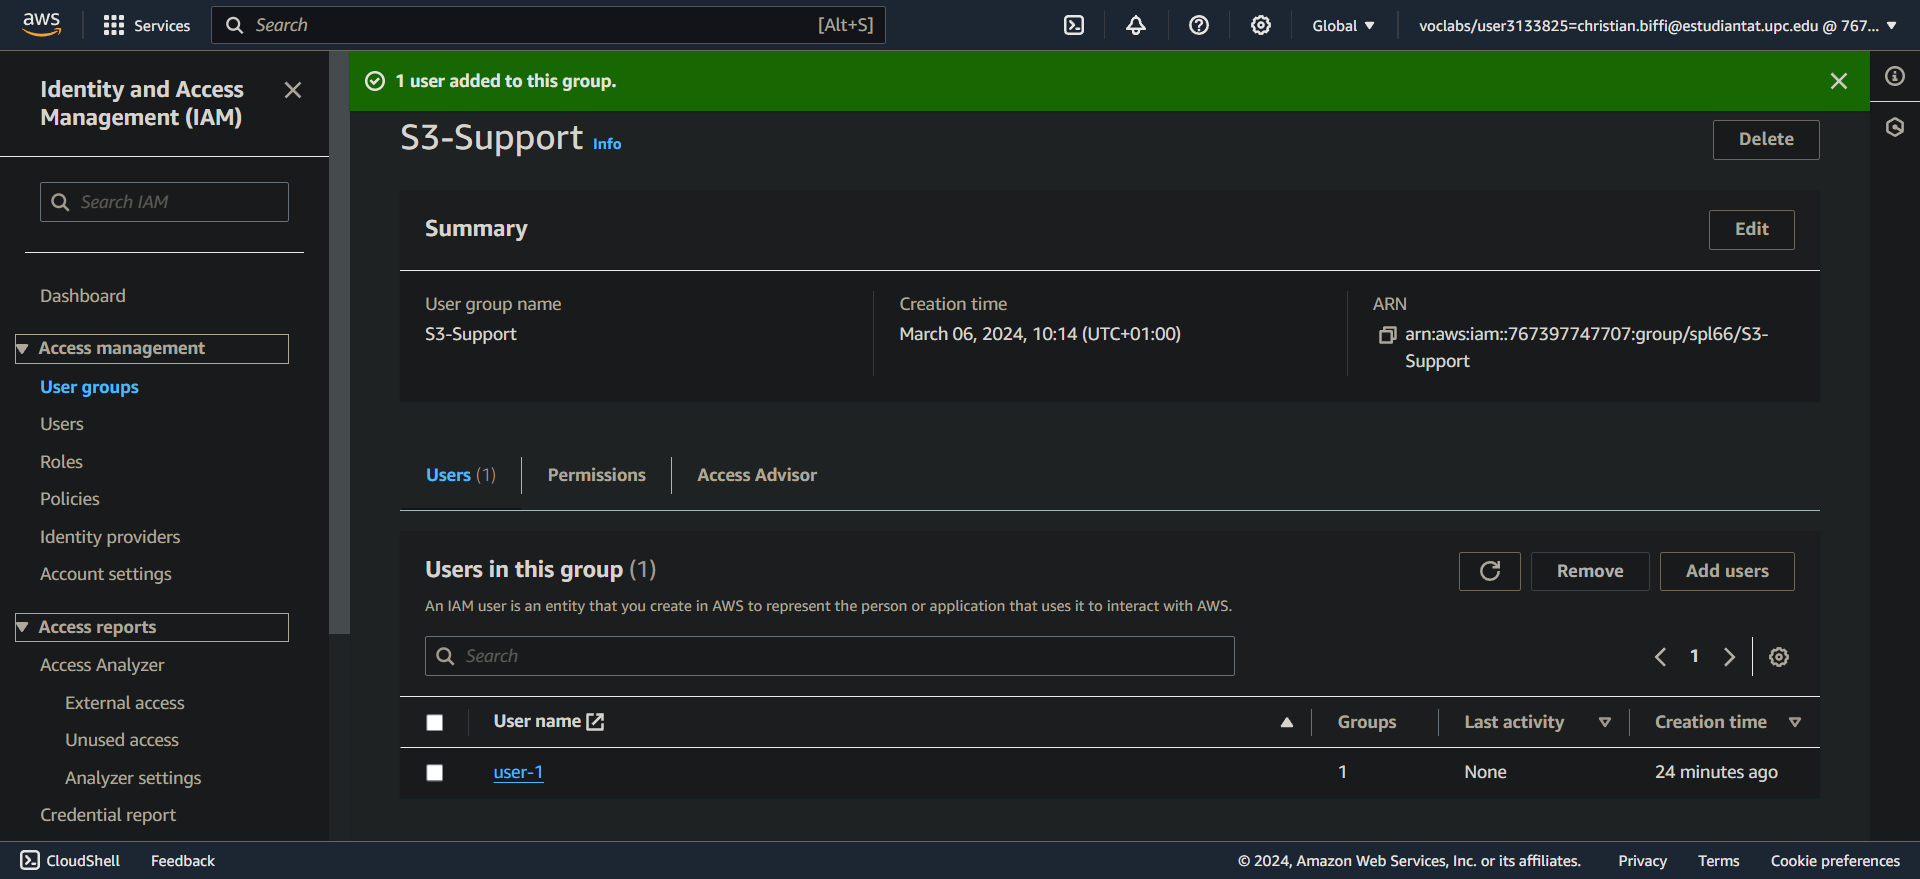 aws
Services
Search
[Alt+S]
Global
voclabs/user3133825=christian.biffi@estudiantat.upc.edu @ 767...
Identity and Access
Management (IAM)
Search IAM
Dashboard
Access management
User groups
Users
Roles
Policies
Identity providers
Account settings
Access reports
Access Analyzer
External access
Unused access
Analyzer settings
Credential report
1 user added to this group.
S3-Support Info
Delete
Summary
Edit
User group name
S3-Support
Creation time
March 06, 2024, 10:14 (UTC+01:00)
ARN
arn:aws:iam::767397747707:group/spl66/S3-
Support
Users (1)
Permissions
Access Advisor
Users in this group (1)
Remove
Add users
An IAM user is an entity that you create in AWS to represent the person or application that uses it to interact with AWS.
Search
1
User name
Groups
Last activity
Creation time
user-1
1
None
24 minutes ago
CloudShell
Feedback
© 2024, Amazon Web Services, Inc. or its affiliates.
Privacy
Terms
Cookie preferences